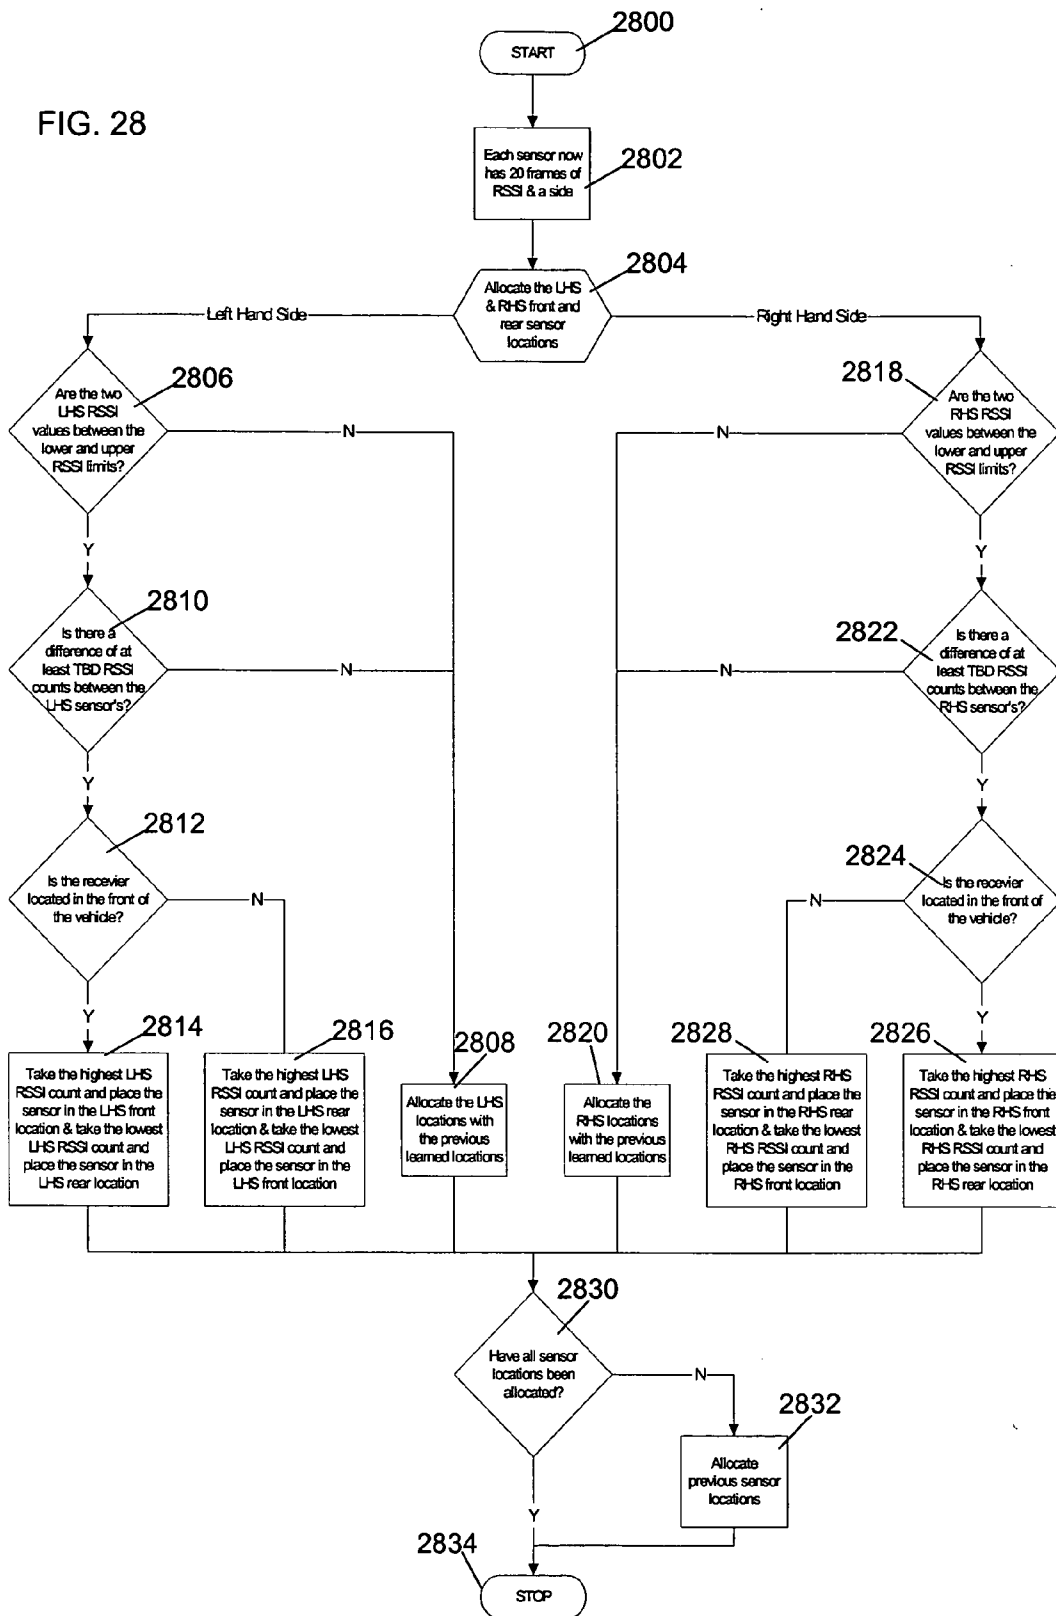 FIG. 28
2800
START
2802
Each sensor now
has 20 frames of
RSSI & a side
2804
Allocate the LHS
& RHS front and
rear sensor
locations
Left Hand Side
Right Hand Side
2806
Are the two
LHS RSSI
values between the
lower and upper
RSSI limits?
N
Y
2818
Are the two
RHS RSSI
values between the
lower and upper
RSSI limits?
N
Y
2810
Is there a
difference of at
least TBD RSSI
counts between the
LHS sensor's?
N
Y
2822
Is there a
difference of at
least TBD RSSI
counts between the
RHS sensor's?
N
Y
2812
Is the recevier
located in the front of
the vehicle?
N
Y
2824
Is the recevier
located in the front of
the vehicle?
N
Y
2814
Take the highest LHS
RSSI count and place
the sensor in the LHS front
location & take the lowest
LHS RSSI count and
place the sensor in the
LHS rear location
2816
Take the highest LHS
RSSI count and place the
sensor in the LHS rear
location & take the lowest
LHS RSSI count and
place the sensor in the
LHS front location
2808
Allocate the LHS
locations with
the previous
learned locations
2820
Allocate the
RHS locations
with the previous
learned locations
2828
Take the highest RHS
RSSI count and place the
sensor in the RHS rear
location & take the lowest
RHS RSSI count and
place the sensor in the
RHS front location
2826
Take the highest RHS
RSSI count and place the
sensor in the RHS front
location & take the lowest
RHS RSSI count and
place the sensor in the
RHS rear location
2830
Have all sensor
locations been
allocated?
N
Y
2832
Allocate
previous sensor
locations
2834
STOP